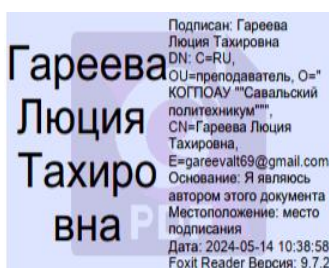 Гареева
Люция
Тахиро
вна
Подписан: Гареева
Люция Тахировна
DN: C=RU,
OU=преподаватель, O="
КОГПОАУ ""Савальский
политехникум""",
CN=Гареева Люция
Тахировна,
E=gareevalt69@gmail.com
Основание: Я являюсь
автором этого документа
Местоположение: место
подписания
Дата: 2024-05-14 10:38:58
Foxit Reader Версия: 9.7.2